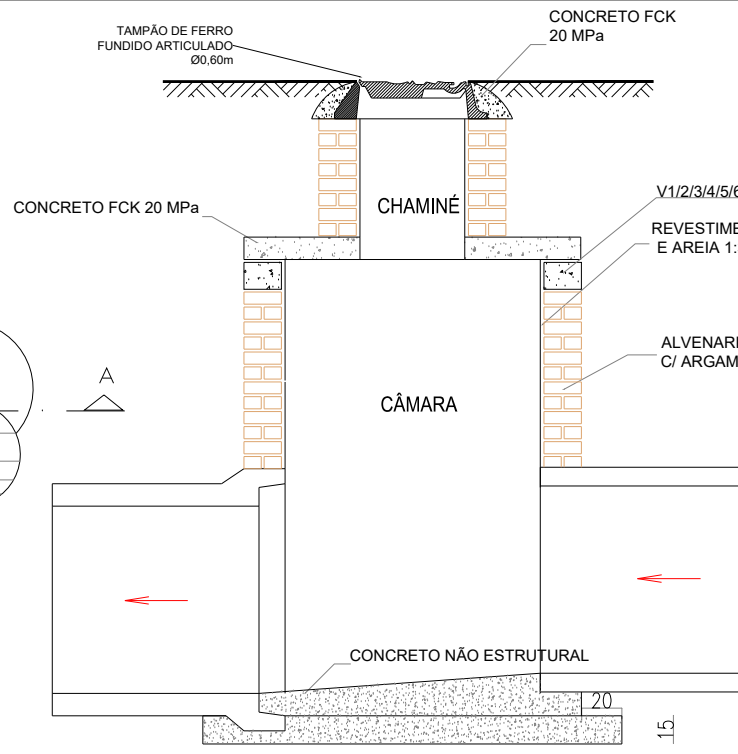 TAMPÃO DE FERRO
FUNDIDO ARTICULADO
Ø0,60m
CONCRETO FCK
20 MPa
CHAMINÉ
CONCRETO FCK 20 MPa
V1/2/3/4/5/6
REVESTIME
E AREIA 1:
ALVENARI
C/ ARGAM
A
CÂMARA
CONCRETO NÃO ESTRUTURAL
20
15